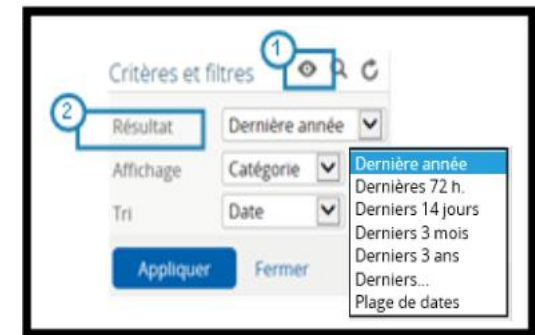 1
Critères et filtres
2
Résultat Dernière année
Affichage Catégorie
Tri Date
Appliquer Fermer
Dernière année
Dernières 72 h.
Derniers 14 jours
Derniers 3 mois
Derniers 3 ans
Derniers...
Plage de dates